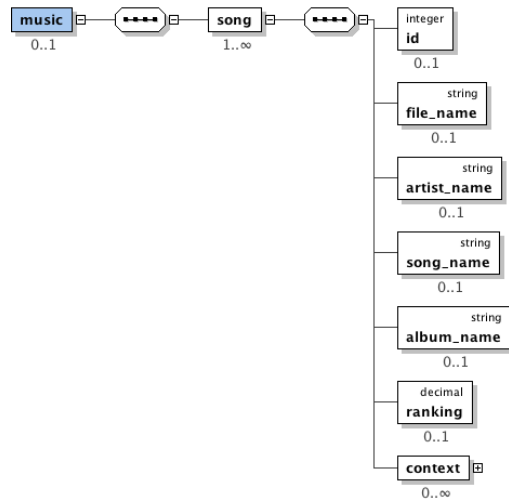 music
0..1
song
1..∞
integer
id
0..1
string
file_name
0..1
string
artist_name
0..1
string
song_name
0..1
string
album_name
0..1
decimal
ranking
0..1
context
0..∞